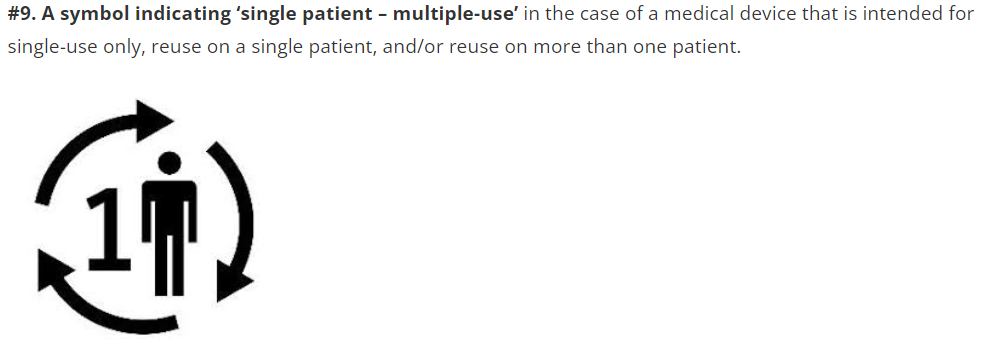 #9. A symbol indicating ‘single patient – multiple-use’ in the case of a medical device that is intended for
single-use only, reuse on a single patient, and/or reuse on more than one patient.
1